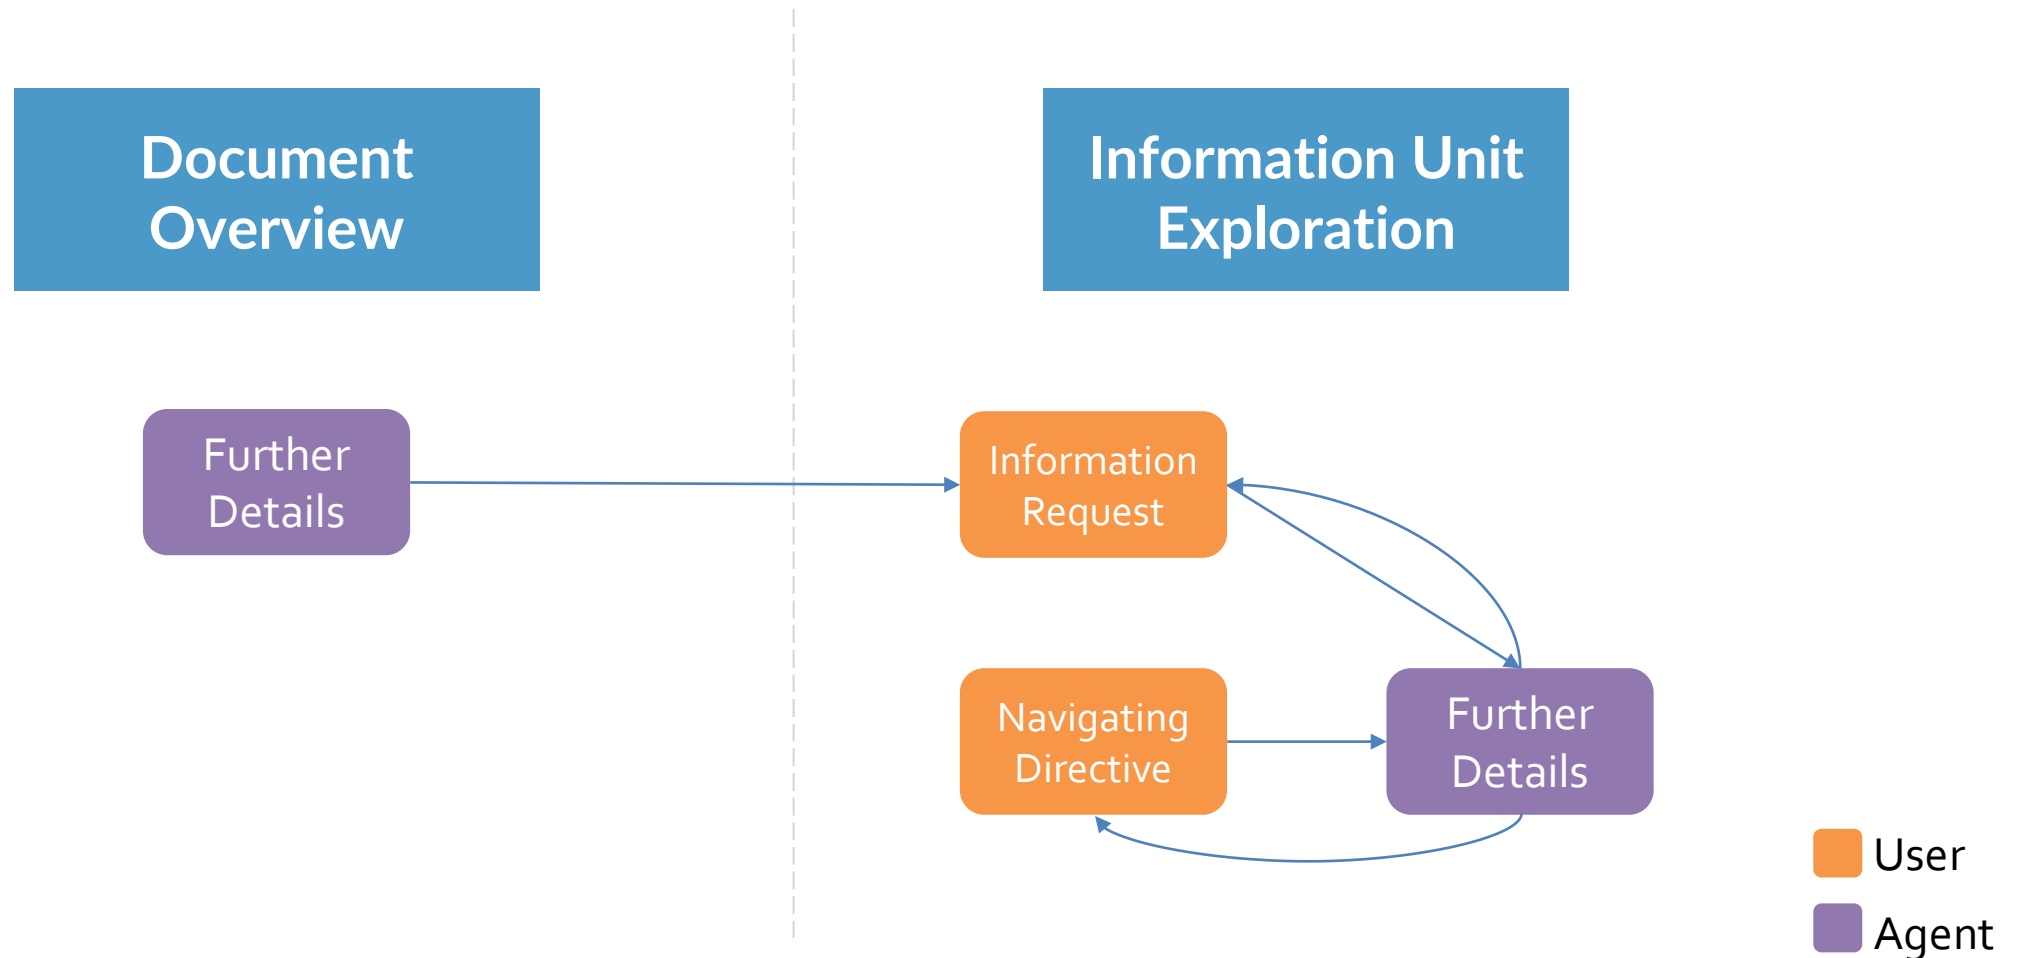 Document
Overview
Information Unit
Exploration
Further
Details
Information
Request
Navigating
Directive
Further
Details
User
Agent